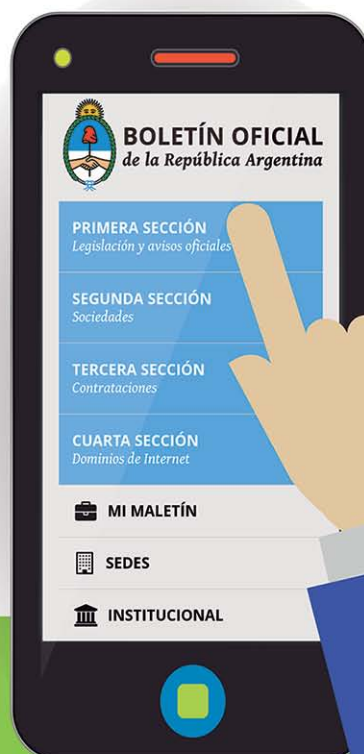 BOLETÍN OFICIAL
de la República Argentina
PRIMERA SECCIÓN
Legislación y avisos oficiales
SEGUNDA SECCIÓN
Sociedades
TERCERA SECCIÓN
Contrataciones
CUARTA SECCIÓN
Dominios de Internet
MI MALETÍN
SEDES
INSTITUCIONAL